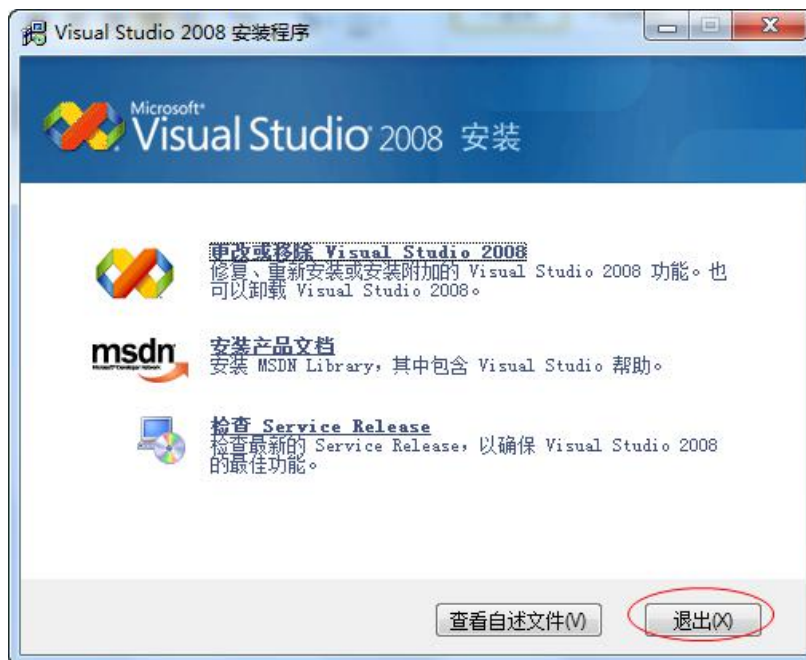 Visual Studio 2008 安装程序
Microsoft®
Visual Studio® 2008 安装
更改或移除 Visual Studio 2008
修复、重新安装或安装附加的 Visual Studio 2008 功能。也
可以卸载 Visual Studio 2008。
msdn
安装产品文档
安装 MSDN Library，其中包含 Visual Studio 帮助。
检查 Service Release
检查最新的 Service Release，以确保 Visual Studio 2008
的最佳功能。
查看自述文件(V)
退出(X)